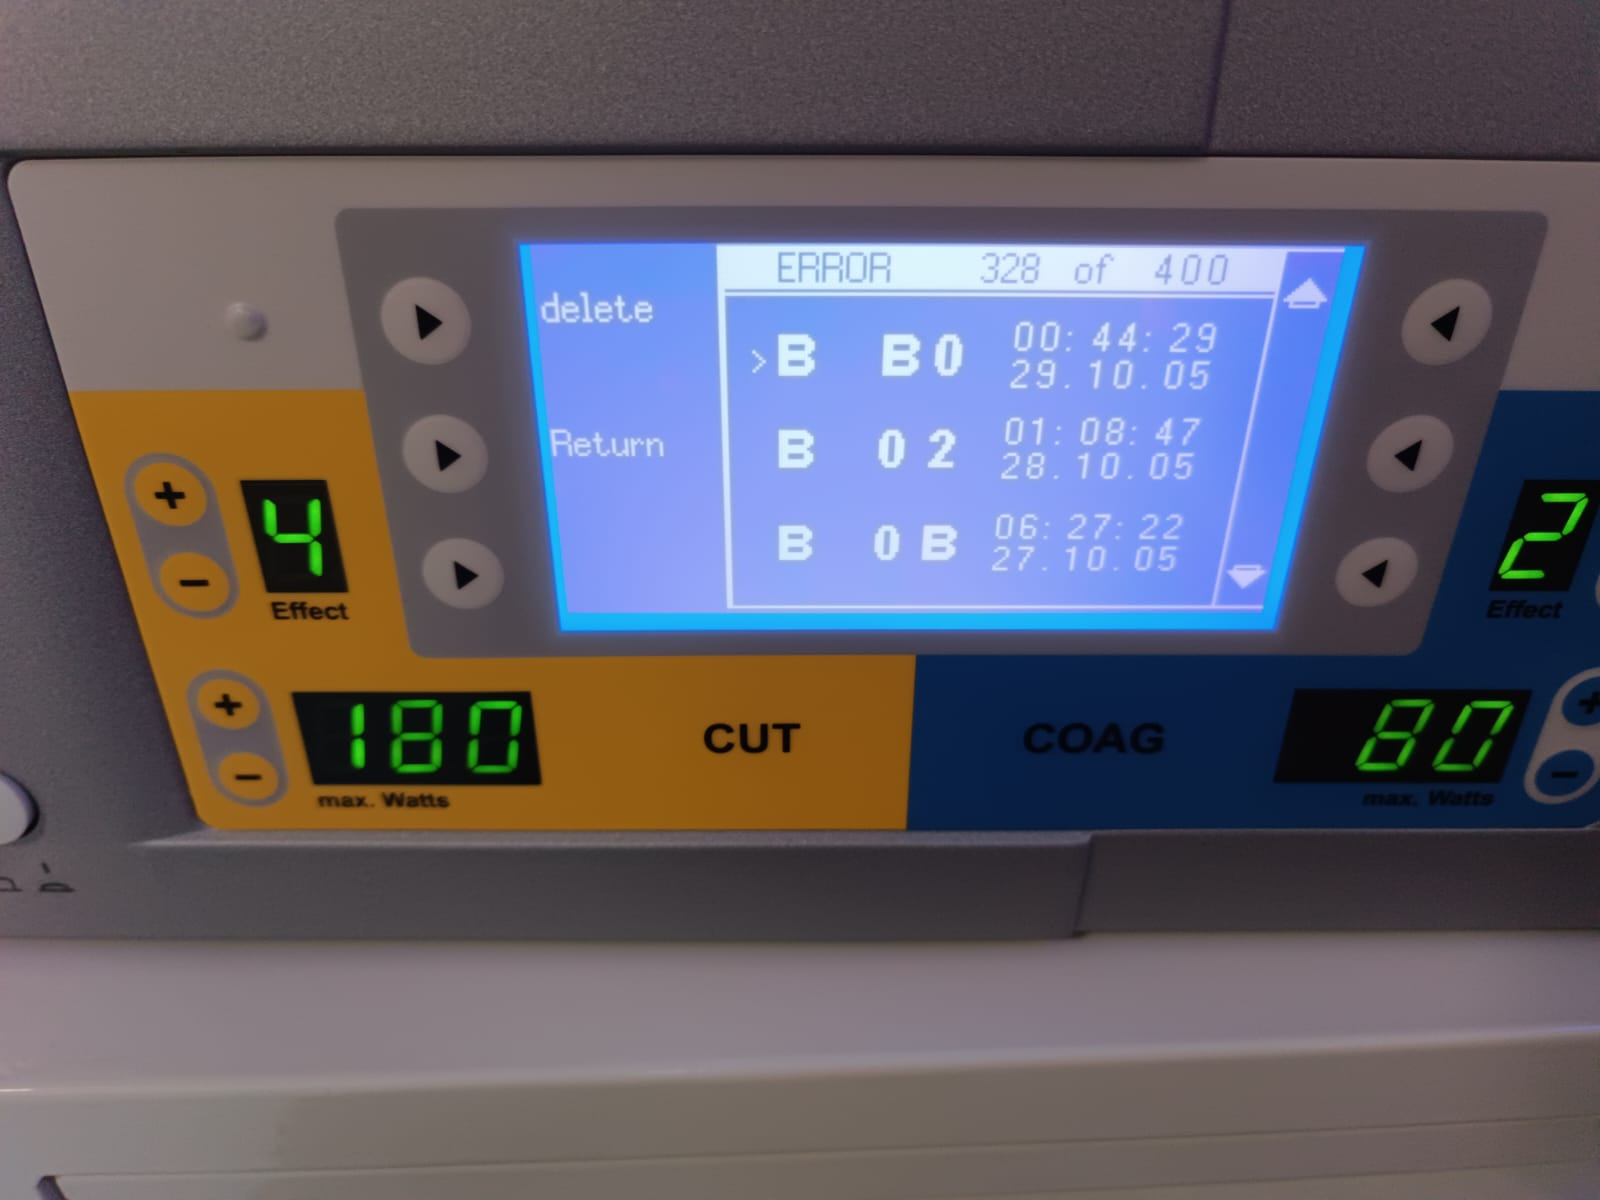 ERROR 328 of 400
delete
>B B0 00:44:29
29.10.05
B 02 01:08:47
28.10.05
Return
B 0B 06:27:22
27.10.05
+
4
−
Effect
2
Effect
+
180
−
max. Watts
CUT
COAG
80
+
−
max. Watts